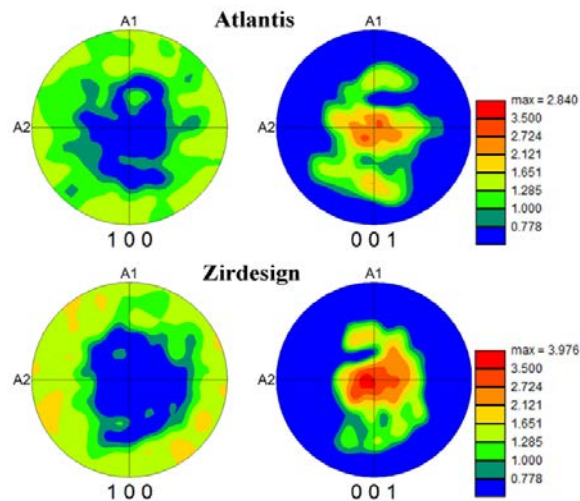 Atlantis
A1
A1
A2
A2
1 0 0
0 0 1
max = 2.840
3.500
2.724
2.121
1.651
1.285
1.000
0.778
Zirdesign
A1
A1
A2
A2
1 0 0
0 0 1
max = 3.976
3.500
2.724
2.121
1.651
1.285
1.000
0.778